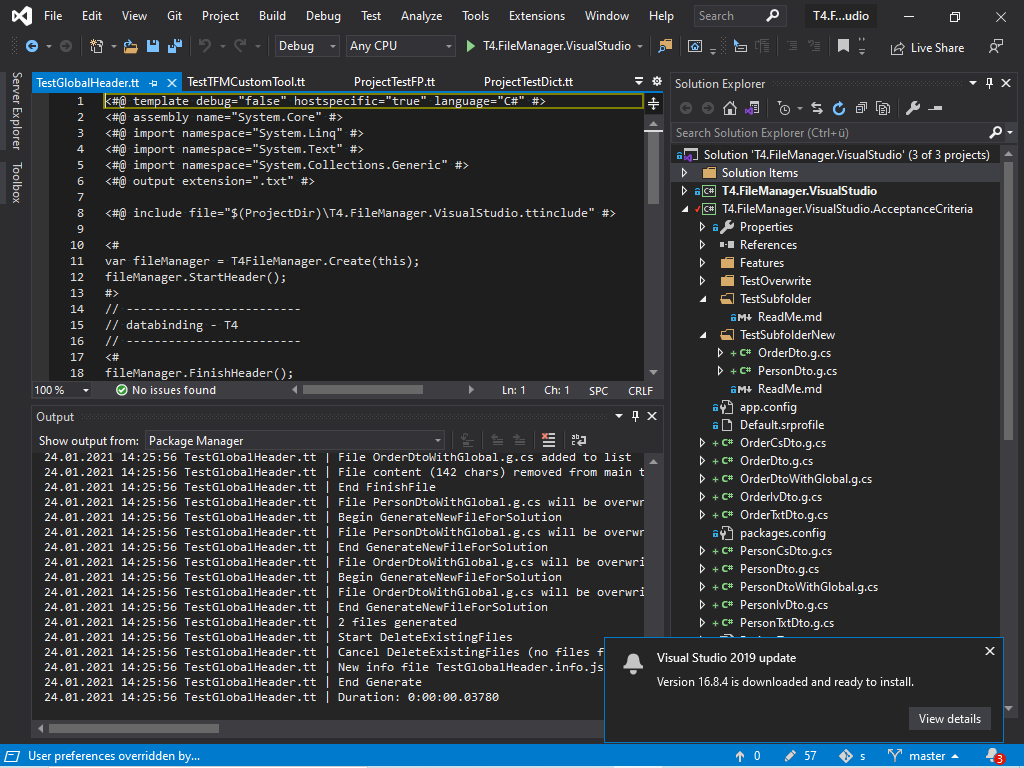 File Edit View Git Project Build Debug Test Analyze Tools Extensions Window Help Search T4.F...udio
Debug Any CPU T4.FileManager.VisualStudio Live Share
Server Explorer
Toolbox
TestGlobalHeader.tt TestTFMCustomTool.tt ProjectTestFP.tt ProjectTestDict.tt
1 <#@ template debug="false" hostspecific="true" language="C#" #>
2 <#@ assembly name="System.Core" #>
3 <#@ import namespace="System.Linq" #>
4 <#@ import namespace="System.Text" #>
5 <#@ import namespace="System.Collections.Generic" #>
6 <#@ output extension=".txt" #>
7
8 <#@ include file="$(ProjectDir)\T4.FileManager.VisualStudio.ttinclude" #>
9
10 <#
11 var fileManager = T4FileManager.Create(this);
12 fileManager.StartHeader();
13 #>
14 // -------------------------
15 // databinding - T4
16 // -------------------------
17 <#
18 fileManager.FinishHeader();
100 % No issues found Ln: 1 Ch: 1 SPC CRLF
Output
Show output from: Package Manager
24.01.2021 14:25:56 TestGlobalHeader.tt | File OrderDtoWithGlobal.g.cs added to list
24.01.2021 14:25:56 TestGlobalHeader.tt | File content (142 chars) removed from main t
24.01.2021 14:25:56 TestGlobalHeader.tt | End FinishFile
24.01.2021 14:25:56 TestGlobalHeader.tt | File PersonDtoWithGlobal.g.cs will be overwr
24.01.2021 14:25:56 TestGlobalHeader.tt | Begin GenerateNewFileForSolution
24.01.2021 14:25:56 TestGlobalHeader.tt | File PersonDtoWithGlobal.g.cs will be overwr
24.01.2021 14:25:56 TestGlobalHeader.tt | End GenerateNewFileForSolution
24.01.2021 14:25:56 TestGlobalHeader.tt | File OrderDtoWithGlobal.g.cs will be overwri
24.01.2021 14:25:56 TestGlobalHeader.tt | Begin GenerateNewFileForSolution
24.01.2021 14:25:56 TestGlobalHeader.tt | File OrderDtoWithGlobal.g.cs will be overwri
24.01.2021 14:25:56 TestGlobalHeader.tt | End GenerateNewFileForSolution
24.01.2021 14:25:56 TestGlobalHeader.tt | 2 files generated
24.01.2021 14:25:56 TestGlobalHeader.tt | Start DeleteExistingFiles
24.01.2021 14:25:56 TestGlobalHeader.tt | Cancel DeleteExistingFiles (no files f
24.01.2021 14:25:56 TestGlobalHeader.tt | New info file TestGlobalHeader.info.js
24.01.2021 14:25:56 TestGlobalHeader.tt | End Generate
24.01.2021 14:25:56 TestGlobalHeader.tt | Duration: 0:00:00.03780
Solution Explorer
Search Solution Explorer (Ctrl+ü)
Solution 'T4.FileManager.VisualStudio' (3 of 3 projects)
Solution Items
C# T4.FileManager.VisualStudio
C# T4.FileManager.VisualStudio.AcceptanceCriteria
Properties
References
Features
TestOverwrite
TestSubfolder
M+ ReadMe.md
TestSubfolderNew
+ C# OrderDto.g.cs
+ C# PersonDto.g.cs
M+ ReadMe.md
app.config
Default.srprofile
+ C# OrderCsDto.g.cs
+ C# OrderDto.g.cs
+ C# OrderDtoWithGlobal.g.cs
+ C# OrderIvDto.g.cs
+ C# OrderTxtDto.g.cs
packages.config
+ C# PersonCsDto.g.cs
+ C# PersonDto.g.cs
+ C# PersonDtoWithGlobal.g.cs
+ C# PersonIvDto.g.cs
+ C# PersonTxtDto.g.cs
Visual Studio 2019 update
Version 16.8.4 is downloaded and ready to install.
View details
User preferences overridden by... 0 57 s master 3